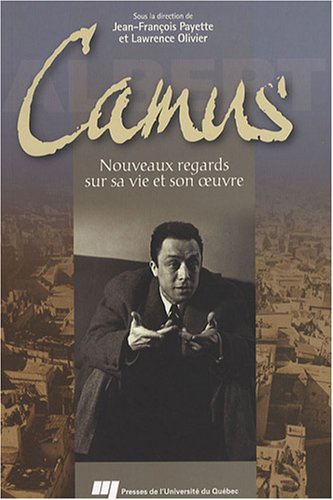 Sous la direction de
Jean-François Payette
et Lawrence Olivier
ALBERT
Camus
Nouveaux regards
sur sa vie et son œuvre
Presses de l'Université du Québec